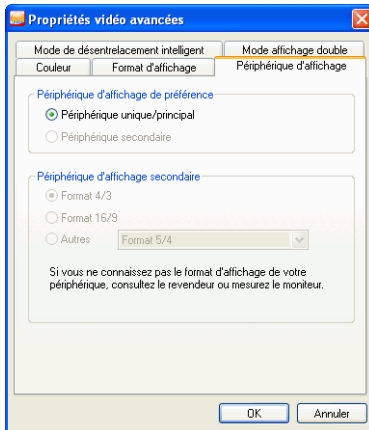 Propriétés vidéo avancées
Mode de désentrelacement intelligent Mode affichage double
Couleur Format d'affichage Périphérique d'affichage
Périphérique d'affichage de préférence
Périphérique unique/principal
Périphérique secondaire
Périphérique d'affichage secondaire
Format 4/3
Format 16/9
Autres Format 5/4
Si vous ne connaissez pas le format d'affichage de votre
périphérique, consultez le revendeur ou mesurez le moniteur.
OK Annuler